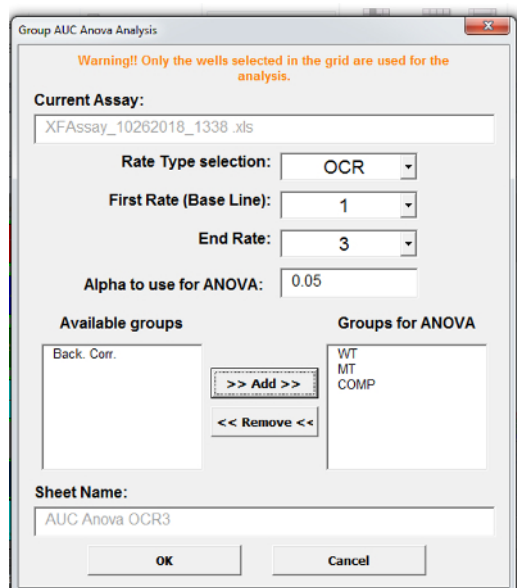 Group AUC Anova Analysis
Warning!! Only the wells selected in the grid are used for the
analysis.
Current Assay:
XFAssay_10262018_1338 .xls
Rate Type selection: OCR
First Rate (Base Line): 1
End Rate: 3
Alpha to use for ANOVA: 0.05
Available groups Groups for ANOVA
Back. Corr. WT
MT
COMP
>> Add >>
<< Remove <<
Sheet Name:
AUC Anova OCR3
OK Cancel